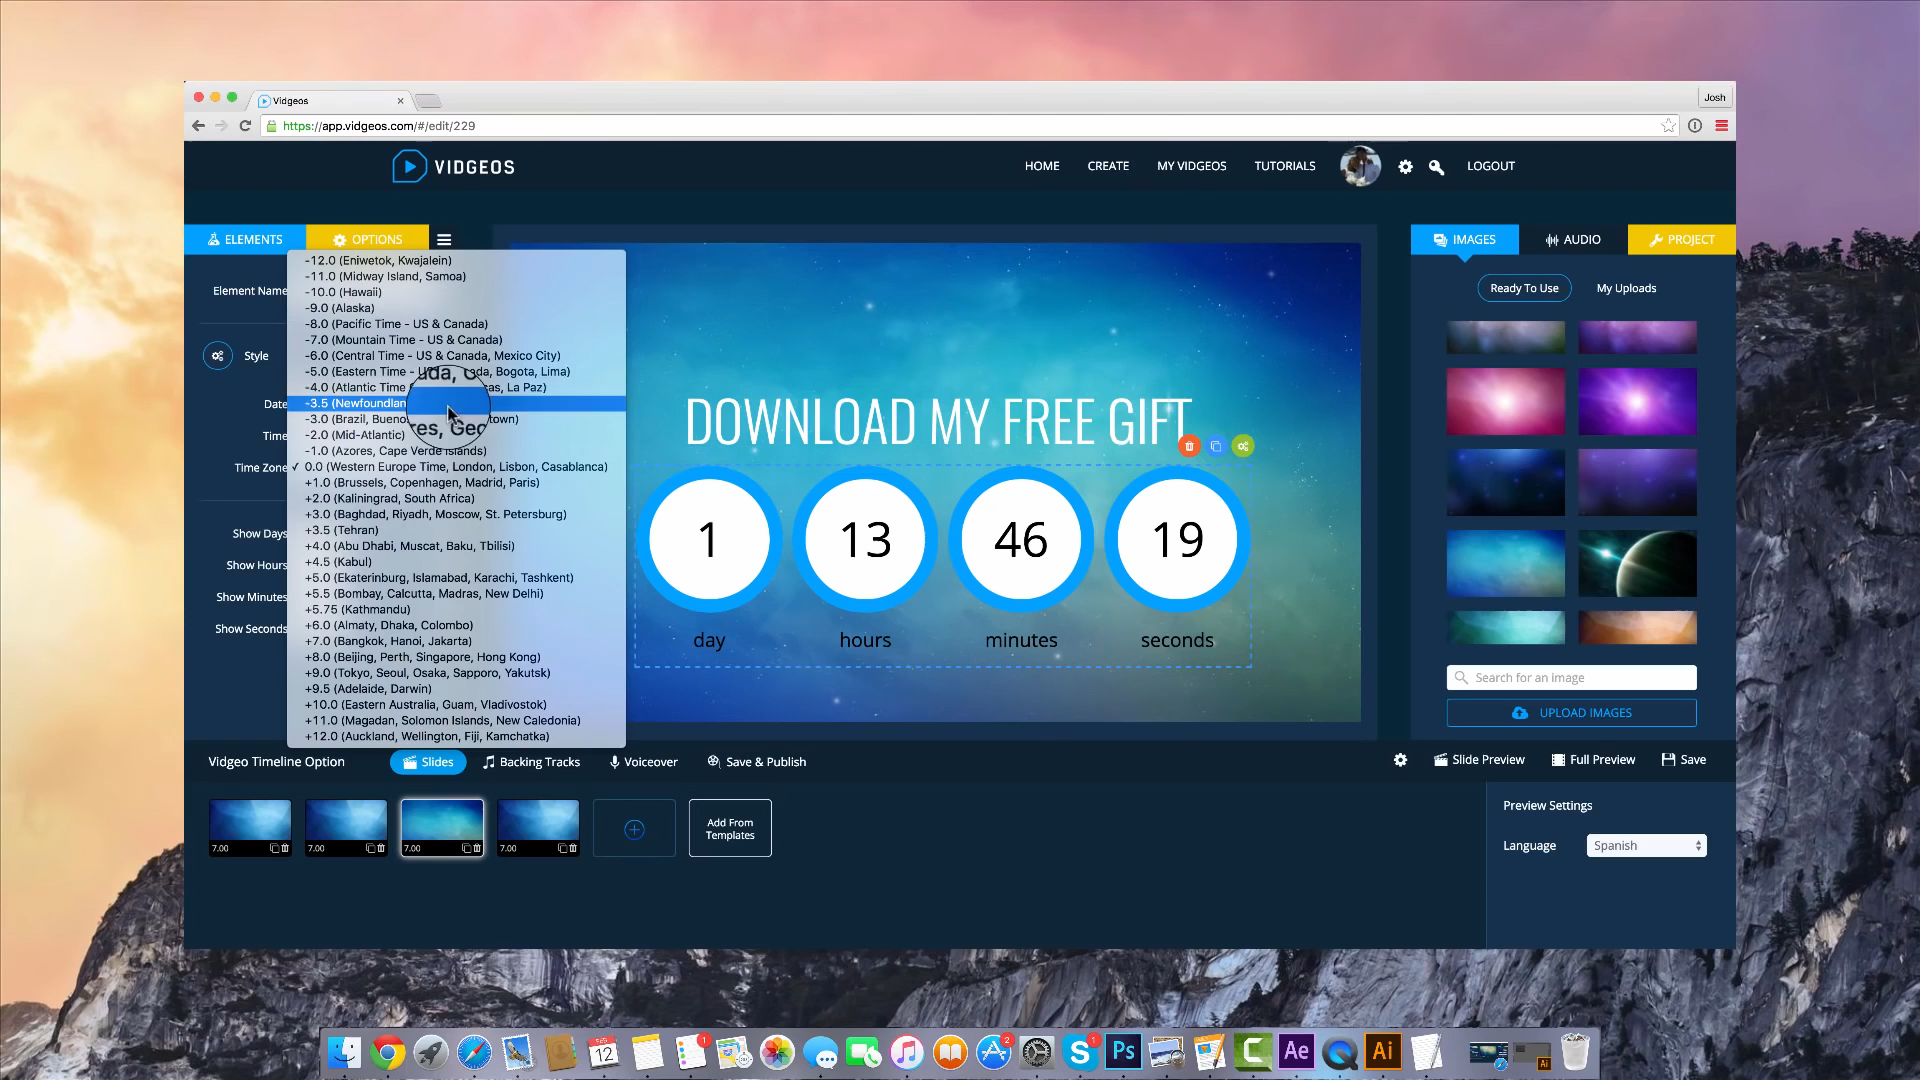 Vidgeos
Josh
https://app.vidgeos.com/#/edit/229
VIDGEOS
HOME
CREATE
MY VIDGEOS
TUTORIALS
LOGOUT
ELEMENTS
OPTIONS
IMAGES
AUDIO
PROJECT
Element Name
Style
Date
Time
Time Zone
Show Days
Show Hours
Show Minutes
Show Seconds
-12.0 (Eniwetok, Kwajalein)
-11.0 (Midway Island, Samoa)
-10.0 (Hawaii)
-9.0 (Alaska)
-8.0 (Pacific Time - US & Canada)
-7.0 (Mountain Time - US & Canada)
-6.0 (Central Time - US & Canada, Mexico City)
-5.0 (Eastern Time - Bogota, Lima)
-4.0 (Atlantic Time La Paz)
-3.5 (Newfoundlan
-3.0 (Brazil,
-2.0 (Mid-Atlantic)
-1.0 (Azores, Cape Verde Islands)
✓ 0.0 (Western Europe Time, London, Lisbon, Casablanca)
+1.0 (Brussels, Copenhagen, Madrid, Paris)
+2.0 (Kaliningrad, South Africa)
+3.0 (Baghdad, Riyadh, Moscow, St. Petersburg)
+3.5 (Tehran)
+4.0 (Abu Dhabi, Muscat, Baku, Tbilisi)
+4.5 (Kabul)
+5.0 (Ekaterinburg, Islamabad, Karachi, Tashkent)
+5.5 (Bombay, Calcutta, Madras, New Delhi)
+5.75 (Kathmandu)
+6.0 (Almaty, Dhaka, Colombo)
+7.0 (Bangkok, Hanoi, Jakarta)
+8.0 (Beijing, Perth, Singapore, Hong Kong)
+9.0 (Tokyo, Seoul, Osaka, Sapporo, Yakutsk)
+9.5 (Adelaide, Darwin)
+10.0 (Eastern Australia, Guam, Vladivostok)
+11.0 (Magadan, Solomon Islands, New Caledonia)
+12.0 (Auckland, Wellington, Fiji, Kamchatka)
DOWNLOAD MY FREE GIFT
1 13 46 19
day hours minutes seconds
Ready To Use
My Uploads
Search for an image
UPLOAD IMAGES
Vidgeo Timeline Option
Slides
Backing Tracks
Voiceover
Save & Publish
Slide Preview
Full Preview
Save
7.00
7.00
7.00
7.00
Add From
Templates
Preview Settings
Language
Spanish
12
1
2
1
Ps
Ae
Ai